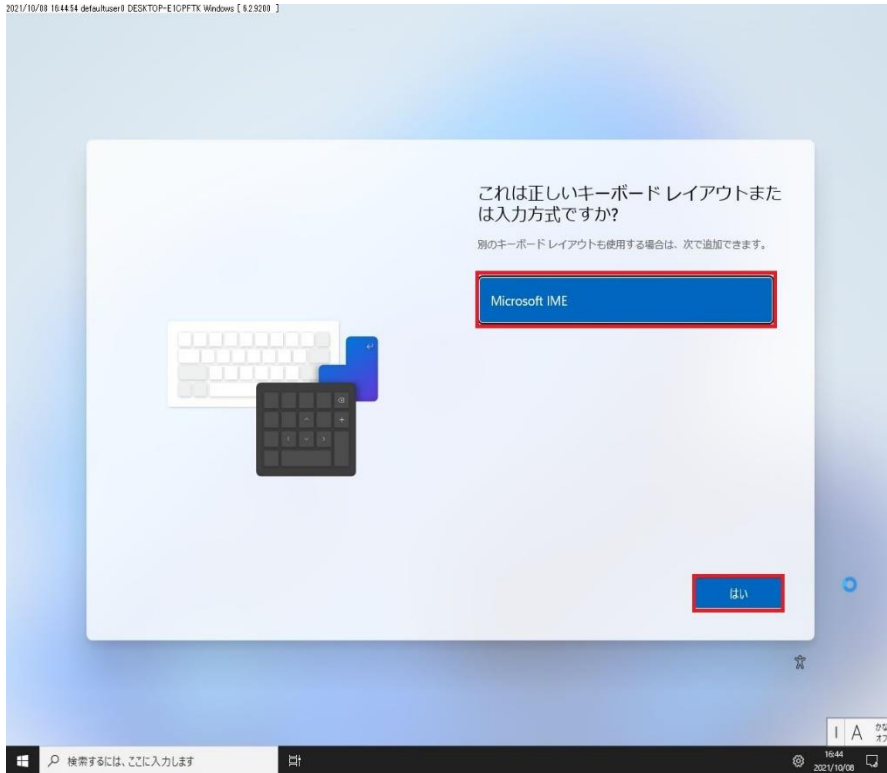 2021/10/08 16:44:54 defaultuser0 DESKTOP-E1CPFTK Windows [ 6.2.9200 ]
これは正しいキーボード レイアウトまた
は入力方式ですか?
別のキーボード レイアウトも使用する場合は、次で追加できます。
Microsoft IME
はい
A
かな
オフ
検索するには、ここに入力します
16:44
2021/10/08